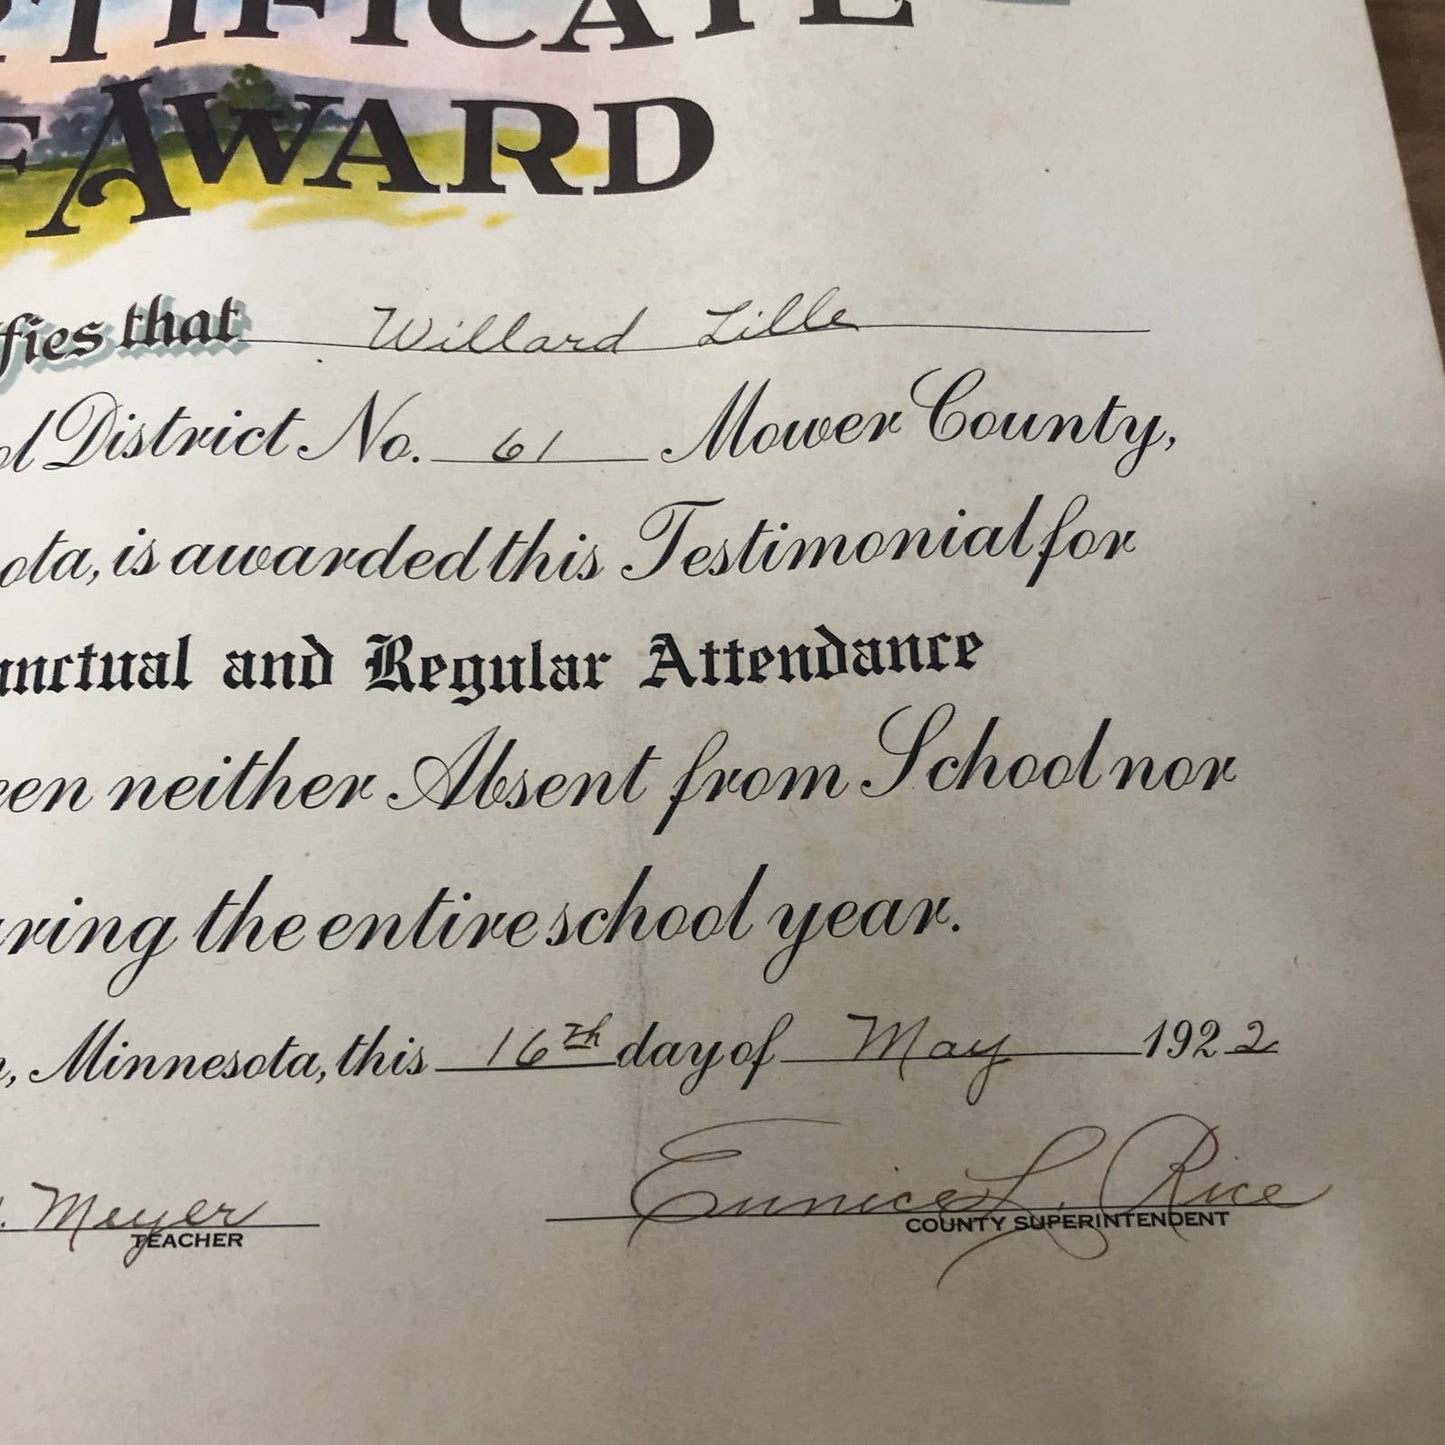 TIFICATE
F AWARD
fies that Willard Lille
ol District No. 61 Mower County,
ota, is awarded this Testimonial for
unctual and Regular Attendance
een neither Absent from School nor
uring the entire school year.
n, Minnesota, this 16th day of May 1922
Meyer
TEACHER
Eunice L. Rice
COUNTY SUPERINTENDENT